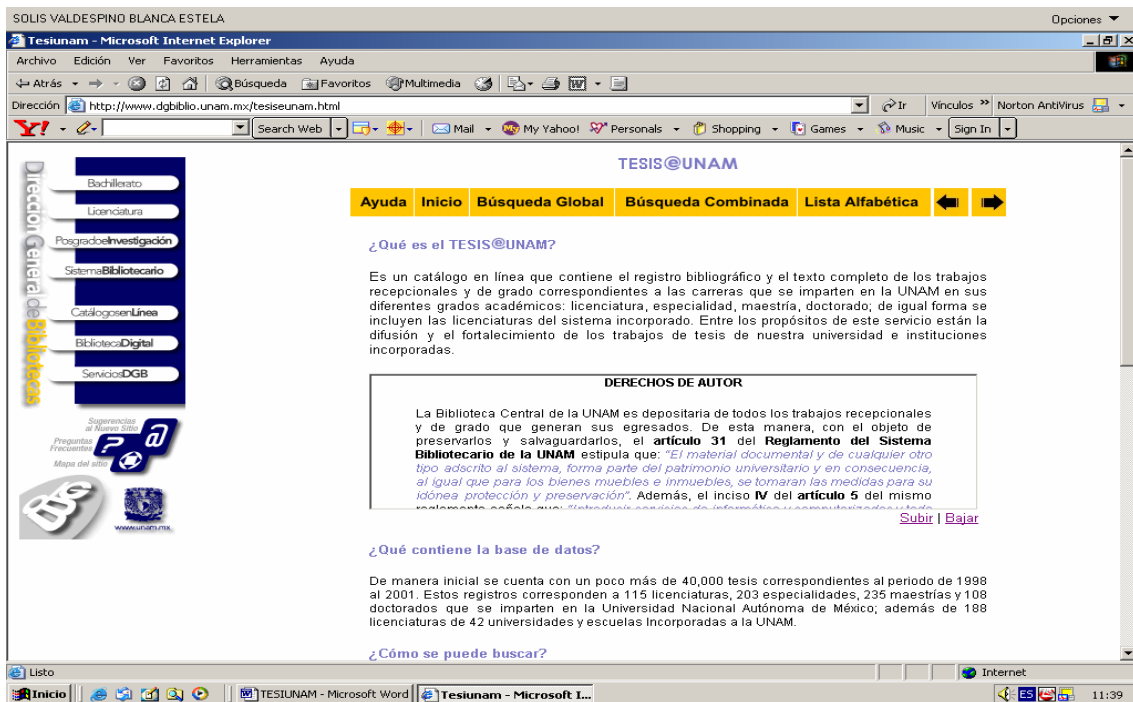 SOLIS VALDESPINO BLANCA ESTELA
Opciones
Tesiunam - Microsoft Internet Explorer
Archivo Edición Ver Favoritos Herramientas Ayuda
Atrás Búsqueda Favoritos Multimedia
Dirección http://www.dgbiblio.unam.mx/tesiseunam.html Ir Vínculos » Norton AntiVirus
Y! Search Web Mail My Yahoo! Personals Shopping Games Music Sign In
Dirección General de Bibliotecas
Bachillerato
Licenciatura
PosgradoeInvestigación
SistemaBibliotecario
CatálogosenLínea
BibliotecaDigital
ServiciosDGB
Sugerencias
al Nuevo Sitio
Preguntas
Frecuentes
Mapa del sitio
www.unam.mx
TESIS@UNAM
Ayuda Inicio Búsqueda Global Búsqueda Combinada Lista Alfabética
¿Qué es el TESIS@UNAM?
Es un catálogo en línea que contiene el registro bibliográfico y el texto completo de los trabajos
recepcionales y de grado correspondientes a las carreras que se imparten en la UNAM en sus
diferentes grados académicos: licenciatura, especialidad, maestría, doctorado; de igual forma se
incluyen las licenciaturas del sistema incorporado. Entre los propósitos de este servicio están la
difusión y el fortalecimiento de los trabajos de tesis de nuestra universidad e instituciones
incorporadas.
DERECHOS DE AUTOR
La Biblioteca Central de la UNAM es depositaria de todos los trabajos recepcionales
y de grado que generan sus egresados. De esta manera, con el objeto de
preservarlos y salvaguardarlos, el artículo 31 del Reglamento del Sistema
Bibliotecario de la UNAM estipula que: "El material documental y de cualquier otro
tipo adscrito al sistema, forma parte del patrimonio universitario y en consecuencia,
al igual que para los bienes muebles e inmuebles, se tomaran las medidas para su
idónea protección y preservación". Además, el inciso IV del artículo 5 del mismo
reglamento señala que: "Introducir servicios de informática y computarizados y todo
Subir | Bajar
¿Qué contiene la base de datos?
De manera inicial se cuenta con un poco más de 40,000 tesis correspondientes al periodo de 1998
al 2001. Estos registros corresponden a 115 licenciaturas, 203 especialidades, 235 maestrías y 108
doctorados que se imparten en la Universidad Nacional Autónoma de México; además de 188
licenciaturas de 42 universidades y escuelas Incorporadas a la UNAM.
¿Cómo se puede buscar?
Listo
Internet
Inicio TESIUNAM - Microsoft Word Tesiunam - Microsoft I... ES 11:39